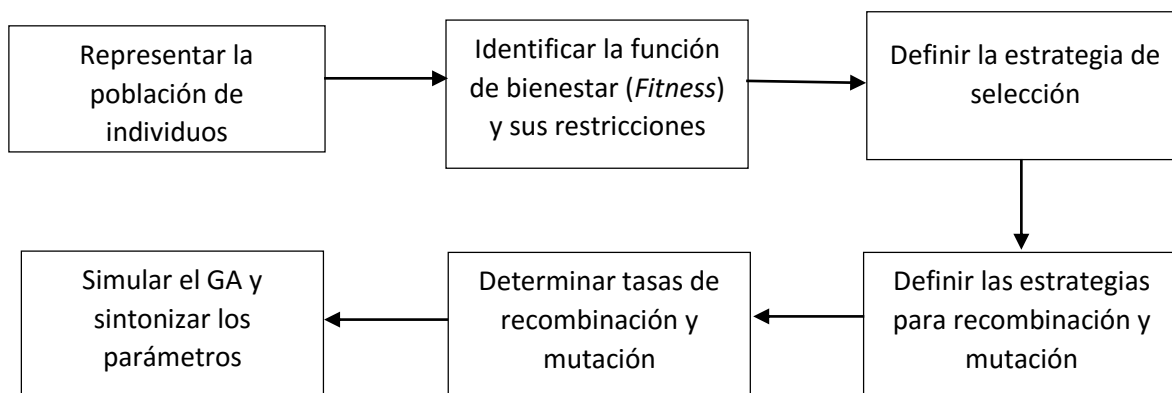 Representar la
población de
individuos
Identificar la función
de bienestar (Fitness)
y sus restricciones
Definir la estrategia de
selección
Definir las estrategias
para recombinación y
mutación
Determinar tasas de
recombinación y
mutación
Simular el GA y
sintonizar los
parámetros